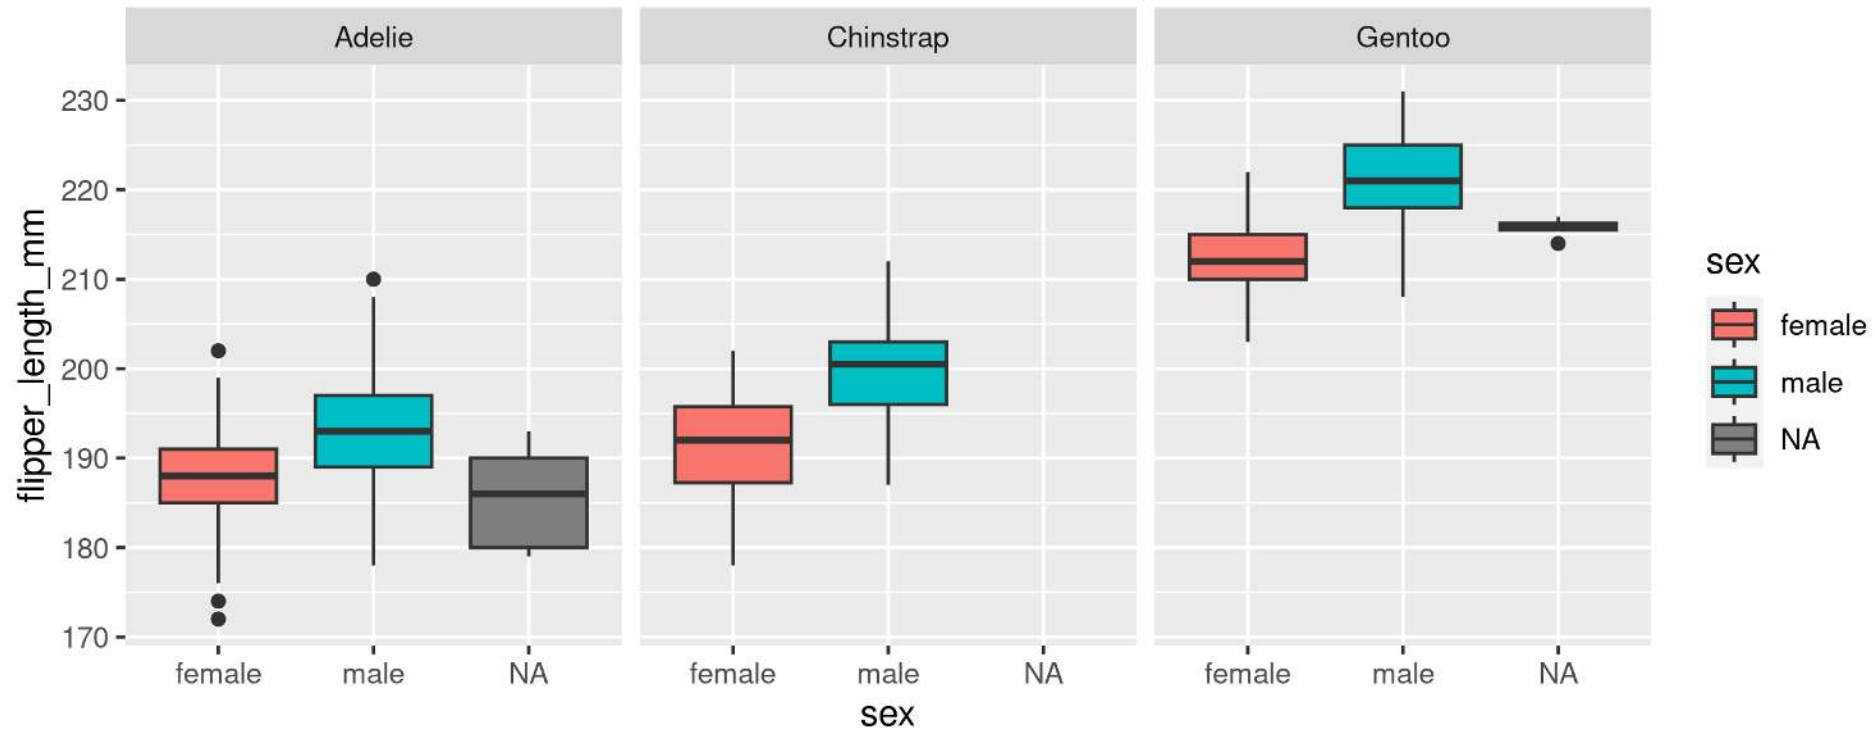 Adelie
Chinstrap
Gentoo
230
220
210
200
190
180
170
flipper_length_mm
female male NA
female male NA
female male NA
sex
sex
female
male
NA